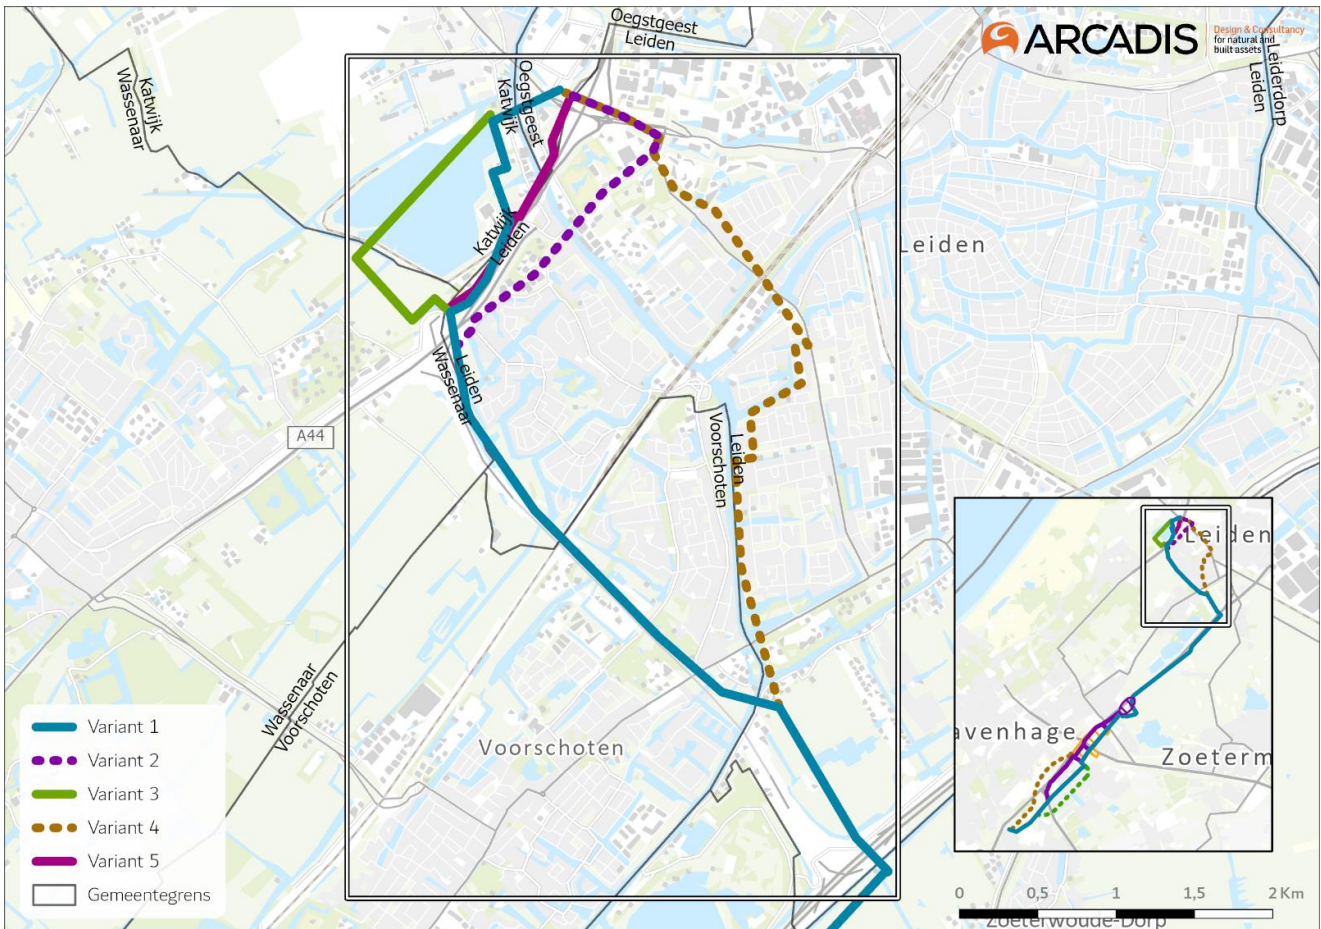 Oegstgeest
Leiden
ARCADIS
Design & Consultancy
for natural and
built assets
Leiderdorp
Leiden
Katwijk
Wassenaar
Oegstgeest
Katwijk
Katwijk
Leiden
Leiden
Leiden
Wassenaar
A44
Leiden
Voorschoten
Wassenaar
Voorschoten
Voorschoten
Variant 1
Variant 2
Variant 3
Variant 4
Variant 5
Gemeentegrens
Leiden
avenhage
Zoeterm
0 0,5 1 1,5 2 Km
Zoeterwoude-Dorp